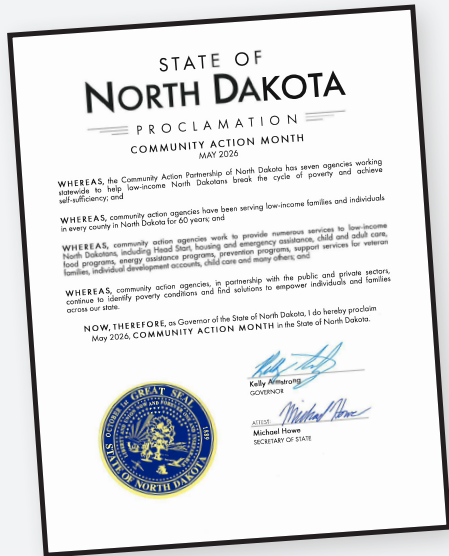 STATE OF
NORTH DAKOTA
PROCLAMATION
COMMUNITY ACTION MONTH
MAY 2026
WHEREAS, the Community Action Partnership of North Dakota has seven agencies working
statewide to help low-income North Dakotans break the cycle of poverty and achieve
self-sufficiency; and
WHEREAS, community action agencies have been serving low-income families and individuals
in every county in North Dakota for 60 years; and
WHEREAS, community action agencies work to provide numerous services to low-income
North Dakotans, including Head Start, housing and emergency assistance, child and adult care,
food programs, energy assistance programs, prevention programs, support services for veteran
families, individual development accounts, child care and many others; and
WHEREAS, community action agencies, in partnership with the public and private sectors,
continue to identify poverty conditions and find solutions to empower individuals and families
across our state.
NOW, THEREFORE, as Governor of the State of North Dakota, I do hereby proclaim
May 2026, COMMUNITY ACTION MONTH in the State of North Dakota.
Kelly Armstrong
GOVERNOR
ATTEST:
Michael Howe
Michael Howe
SECRETARY OF STATE
GREAT SEAL
OCTOBER 1ST
1889
STATE OF NORTH DAKOTA